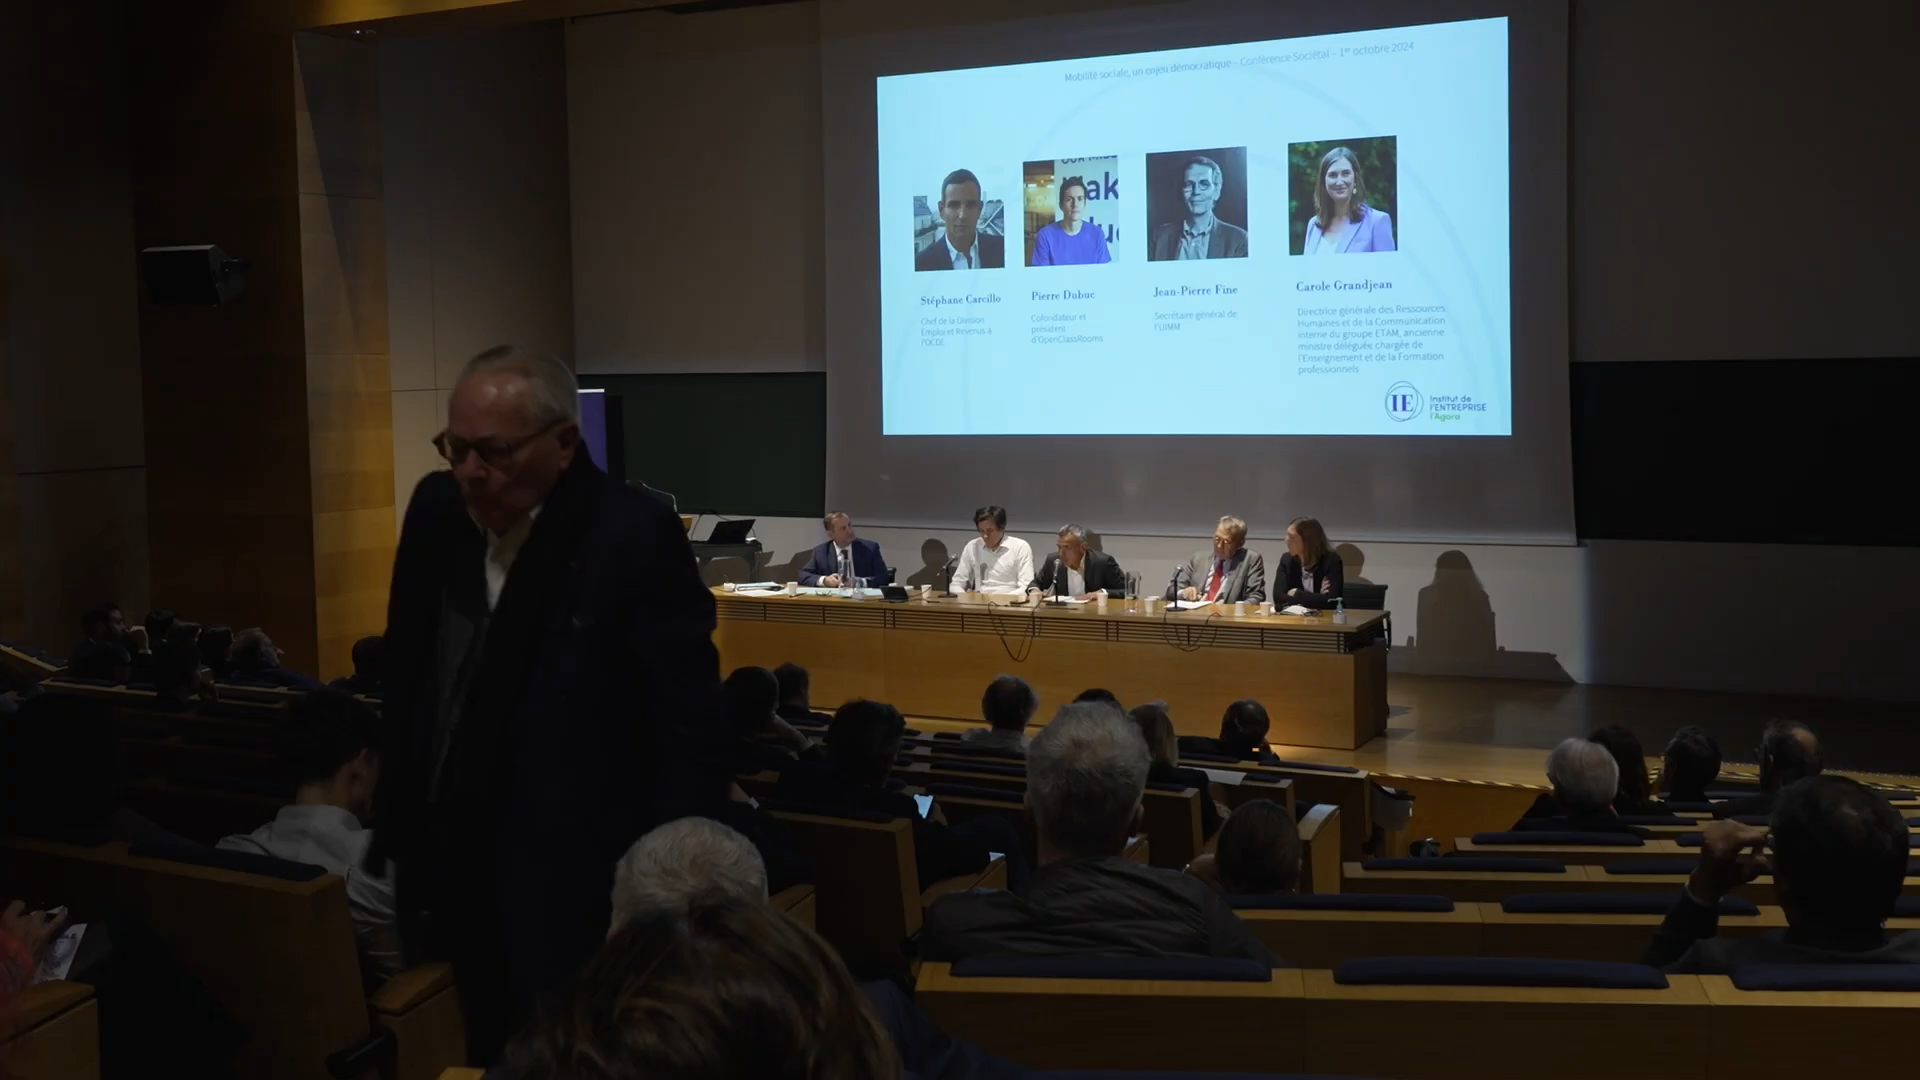 Mobilité sociale, un enjeu démocratique – Conférence Sociétal – 1er octobre 2024
OUR MISS
ak
Stéphane Carcillo
Chef de la Division
Emploi et Revenus à
l'OCDE
Pierre Dubuc
Cofondateur et
président
d'OpenClassRooms
Jean-Pierre Fine
Secrétaire général de
l'UIMM
Carole Grandjean
Directrice générale des Ressources
Humaines et de la Communication
interne du groupe ETAM, ancienne
ministre déléguée chargée de
l'Enseignement et de la Formation
professionnels
IE
Institut de
l'ENTREPRISE
l'Agora